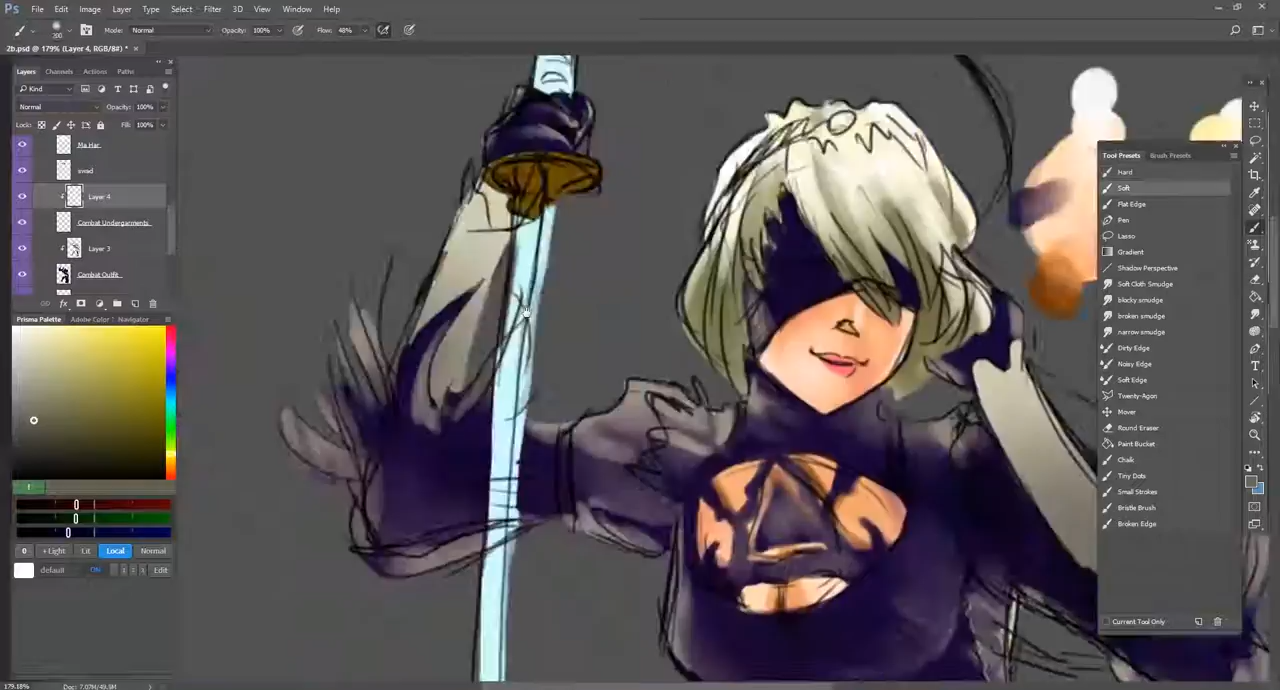 Ps File Edit Image Layer Type Select Filter 3D View Window Help
200 Mode: Normal Opacity: 100% Flow: 48%
2b.psd @ 179% (Layer 4, RGB/8#) * ×
Layers Channels Actions Paths
Kind
Normal Opacity: 100%
Lock: Fill: 100%
Ma Har
swad
Layer 4
Combat Undergarments
Layer 3
Combat Outfit
fx
Prisma Palette Adobe Color Navigator
0 + Light Lit Local Normal
default ON Edit
Tool Presets Brush Presets
Hard
Soft
Flat Edge
Pen
Lasso
Gradient
Shadow Perspective
Soft Cloth Smudge
blocky smudge
broken smudge
narrow smudge
Dirty Edge
Noisy Edge
Soft Edge
Twenty-Agon
Mover
Round Eraser
Paint Bucket
Chalk
Tiny Dots
Small Strokes
Bristle Brush
Broken Edge
Current Tool Only
179.18% Doc: 7.07M/49.3M